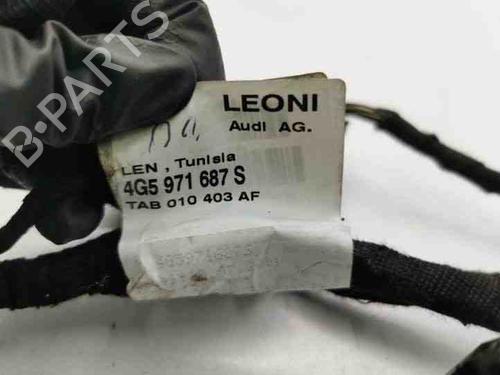 B-PARTS
LEONI
Audi AG.
LEN , Tunisia
4G5 971 687 S
TAB 010 403 AF